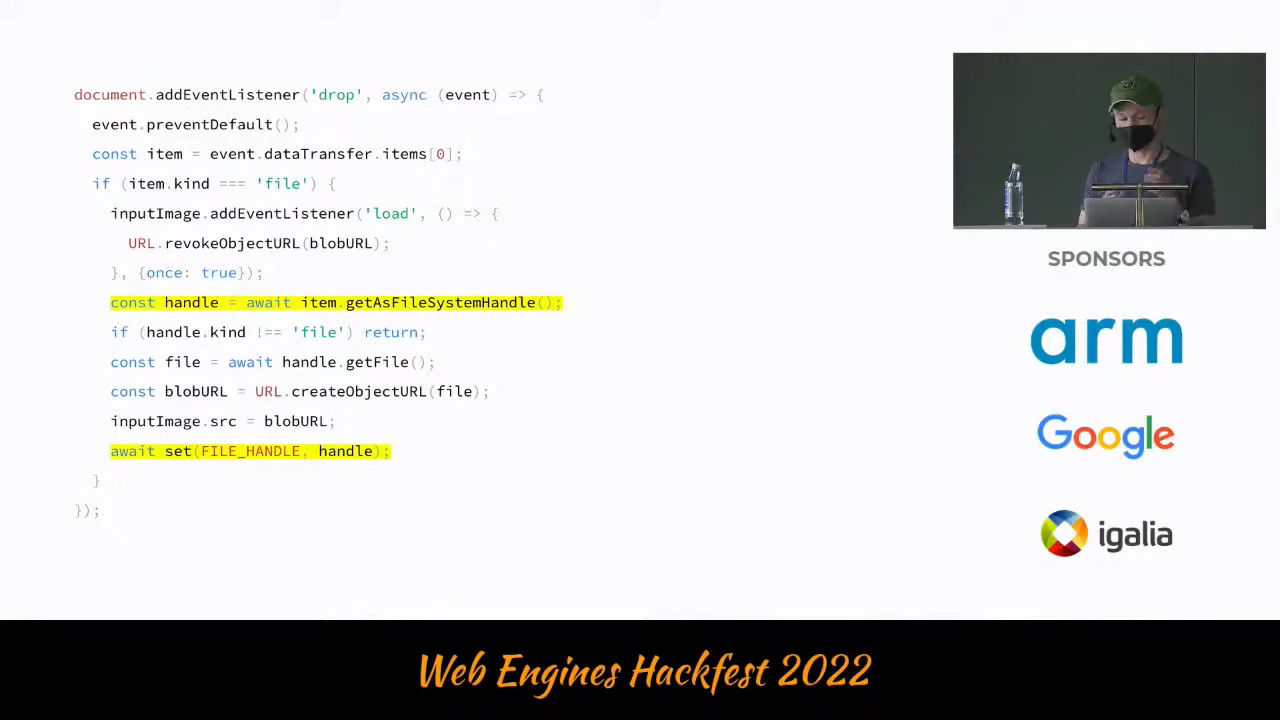 document.addEventListener('drop', async (event) => {
event.preventDefault();
const item = event.dataTransfer.items[0];
if (item.kind === 'file') {
inputImage.addEventListener('load', () => {
URL.revokeObjectURL(blobURL);
}, {once: true});
const handle = await item.getAsFileSystemHandle();
if (handle.kind !== 'file') return;
const file = await handle.getFile();
const blobURL = URL.createObjectURL(file);
inputImage.src = blobURL;
await set(FILE_HANDLE, handle);
}
});
SPONSORS
arm
Google
igalia
Web Engines Hackfest 2022